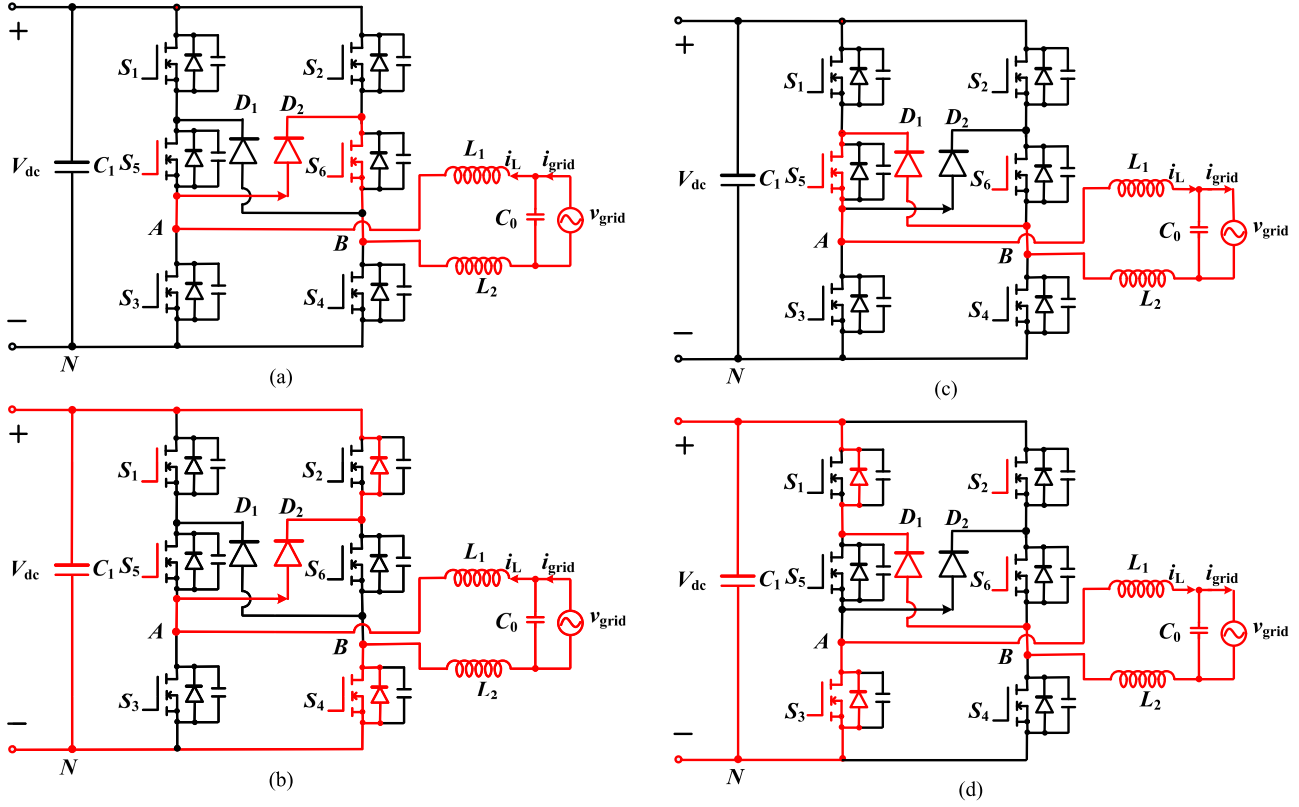 +
S1
S2
D1
D2
Vdc
C1
S5
S6
L1
iL
igrid
C0
vgrid
A
B
L2
S3
S4
−
N
(a)
+
S1
S2
D1
D2
Vdc
C1
S5
S6
L1
iL
igrid
C0
vgrid
A
B
L2
S3
S4
−
N
(c)
+
S1
S2
D1
D2
Vdc
C1
S5
S6
L1
iL
igrid
C0
vgrid
A
B
L2
S3
S4
−
N
(b)
+
S1
S2
D1
D2
Vdc
C1
S5
S6
L1
iL
igrid
C0
vgrid
A
B
L2
S3
S4
−
N
(d)